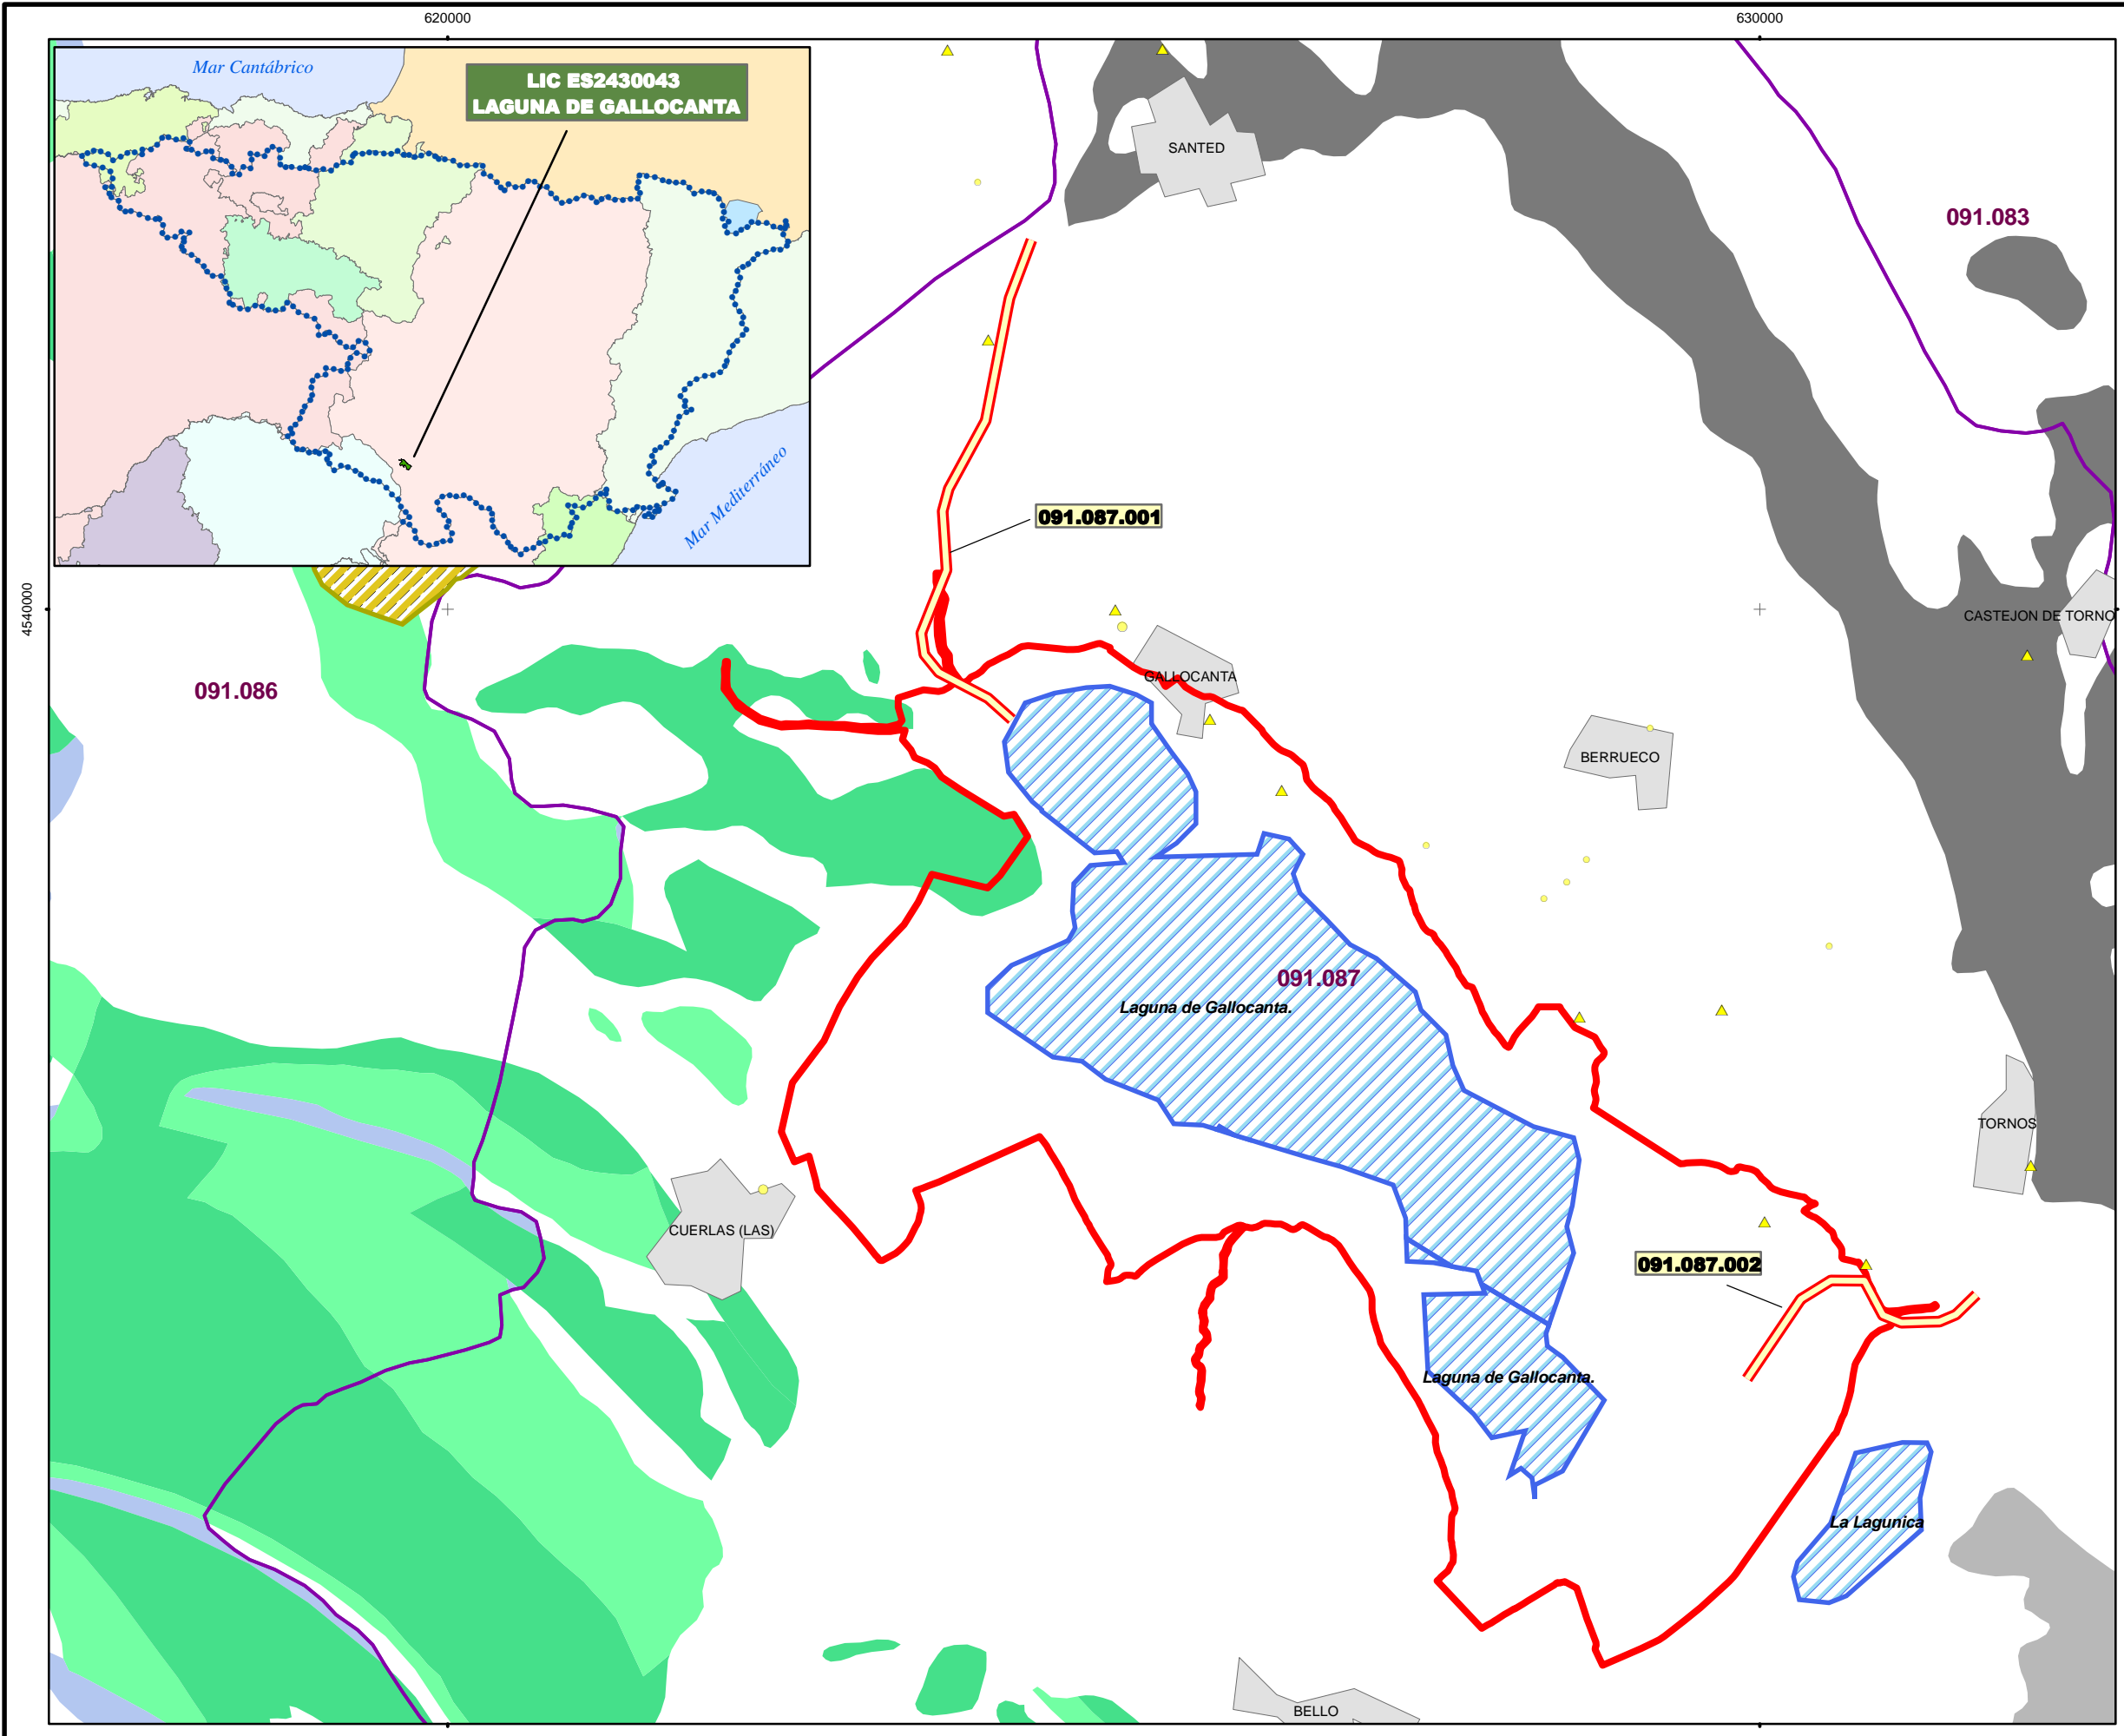 620000
630000
Mar Cantábrico
LIC ES2430043
LAGUNA DE GALLOCANTA
SANTED
091.083
Mar Mediterráneo
091.087.001
4540000
CASTEJON DE TORNO
GALLOCANTA
091.086
BERRUECO
091.087
Laguna de Gallocanta.
TORNOS
CUERLAS (LAS)
091.087.002
Laguna de Gallocanta.
La Lagunica
BELLO